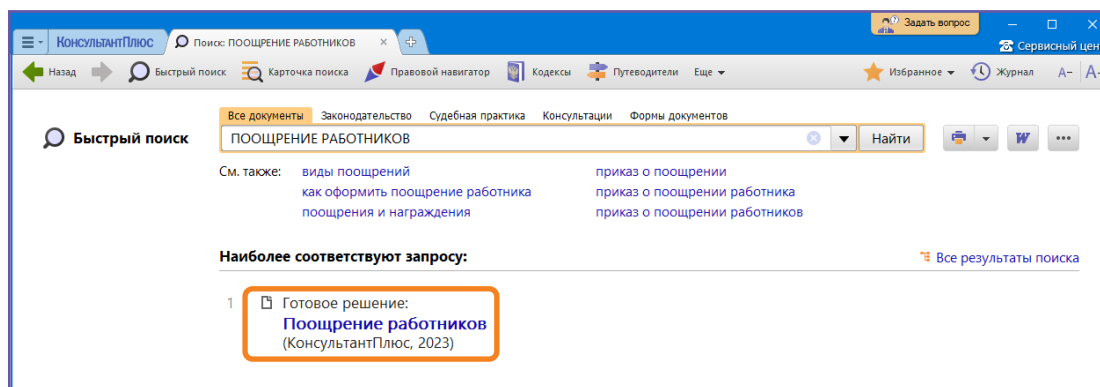 Задать вопрос
КонсультантПлюс Поиск: ПООЩРЕНИЕ РАБОТНИКОВ
Сервисный цен
Назад Быстрый поиск Карточка поиска Правовой навигатор Кодексы Путеводители Еще Избранное Журнал А- А-
Все документы Законодательство Судебная практика Консультации Формы документов
Быстрый поиск ПООЩРЕНИЕ РАБОТНИКОВ Найти W
См. также: виды поощрений приказ о поощрении
как оформить поощрение работника приказ о поощрении работника
поощрения и награждения приказ о поощрении работников
Наиболее соответствуют запросу: Все результаты поиска
1 Готовое решение:
Поощрение работников
(КонсультантПлюс, 2023)